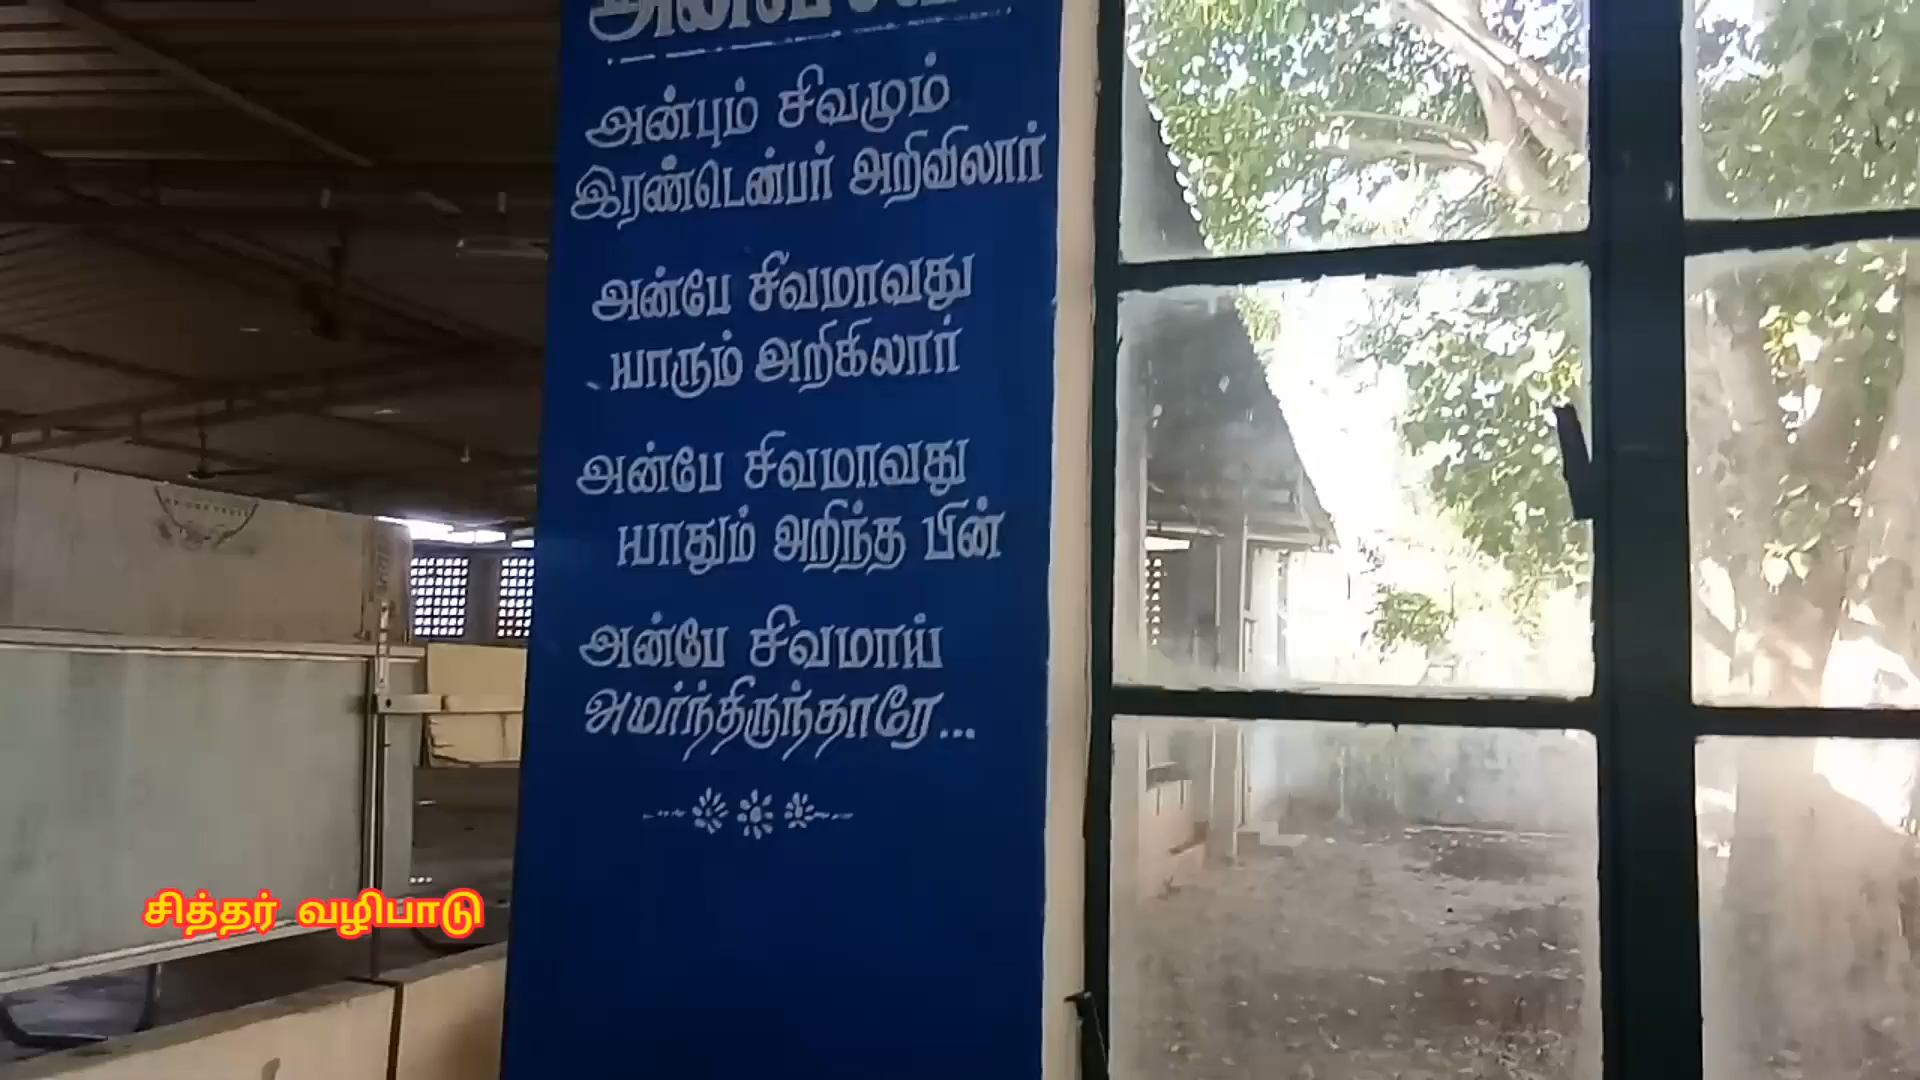 அன்பும் சிவமும்
இரண்டென்பர் அறிவிலார்
அன்பே சிவமாவது
யாரும் அறிகிலார்
அன்பே சிவமாவது
யாதும் அறிந்த பின்
அன்பே சிவமாய்
அமர்ந்திருந்தாரே...
சித்தர் வழிபாடு